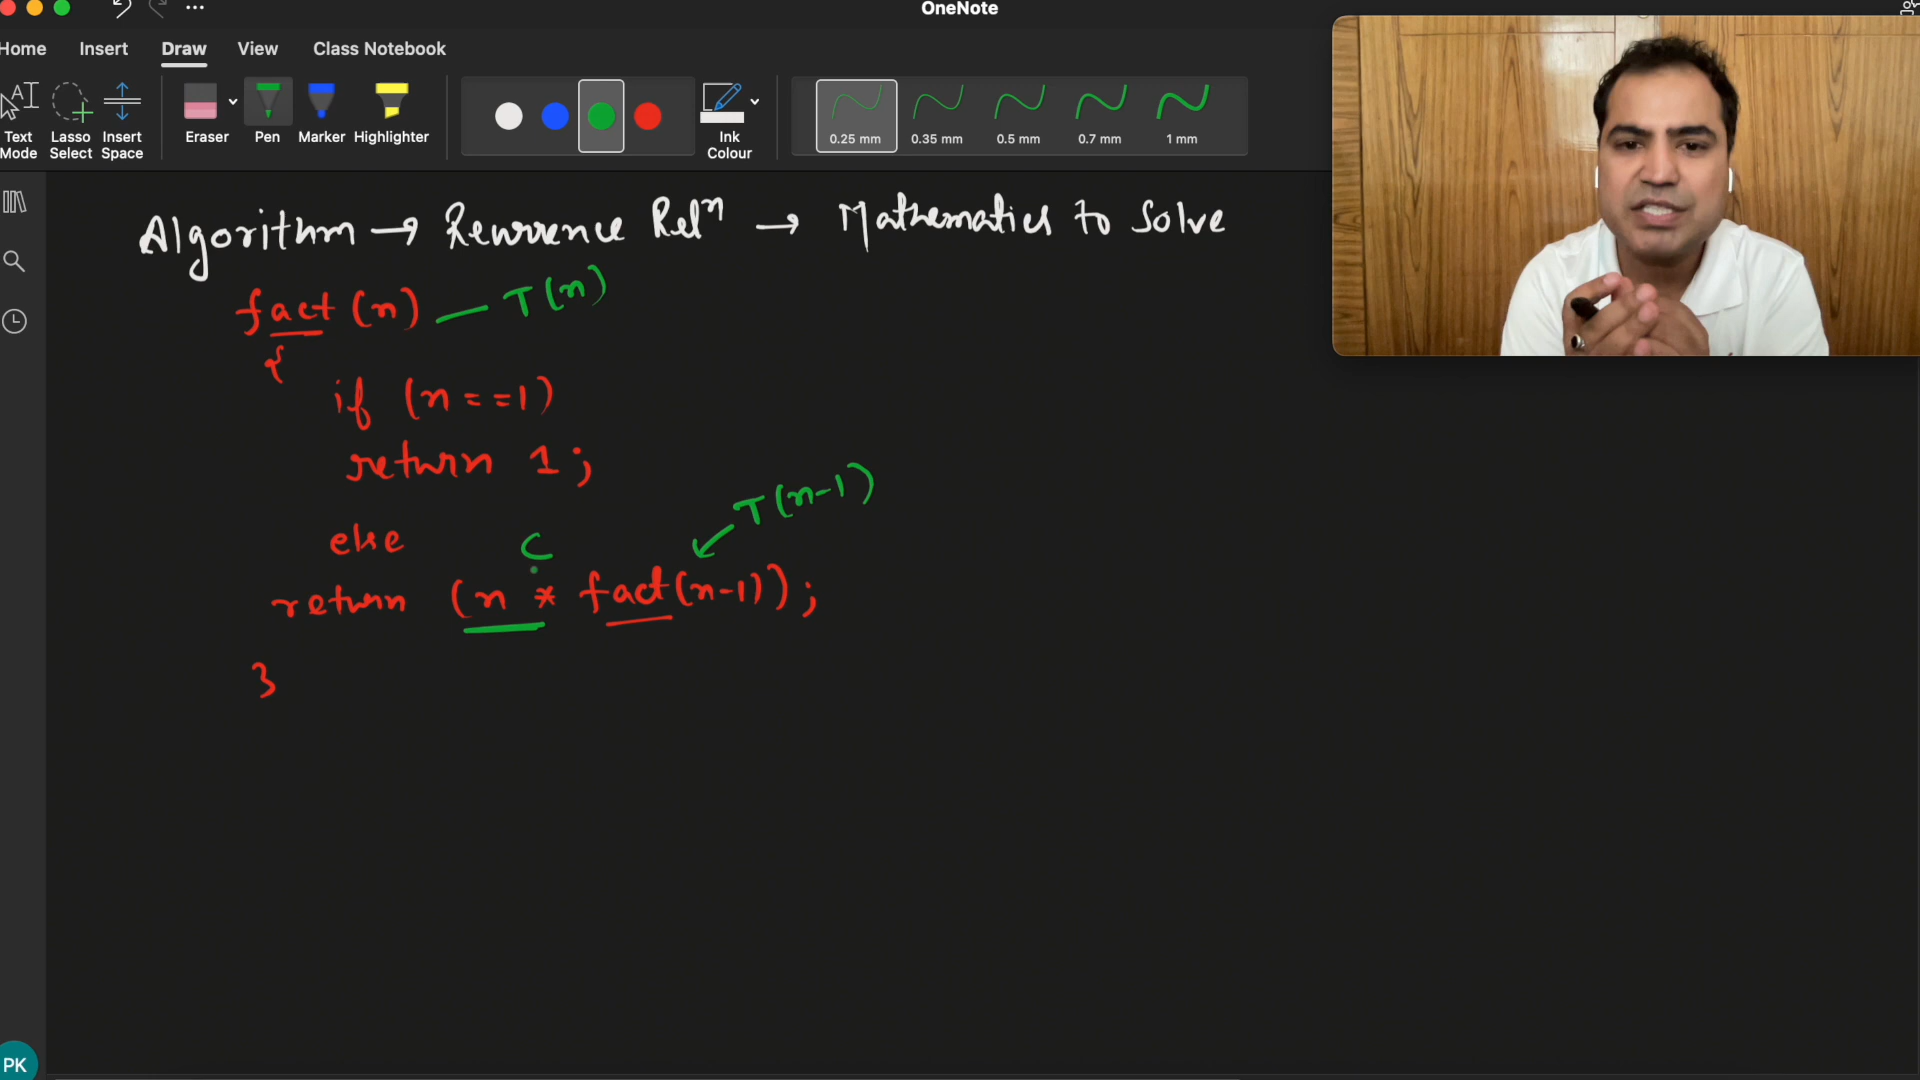 OneNote
Home Insert Draw View Class Notebook
Text Mode Lasso Select Insert Space Eraser Pen Marker Highlighter Ink Colour 0.25 mm 0.35 mm 0.5 mm 0.7 mm 1 mm
Algorithm → Recurrence Relⁿ → Mathematics to Solve
fact (n) — T(n)
{
if (n==1)
return 1;
T(n-1)
else C
return (n * fact(n-1));
}
PK